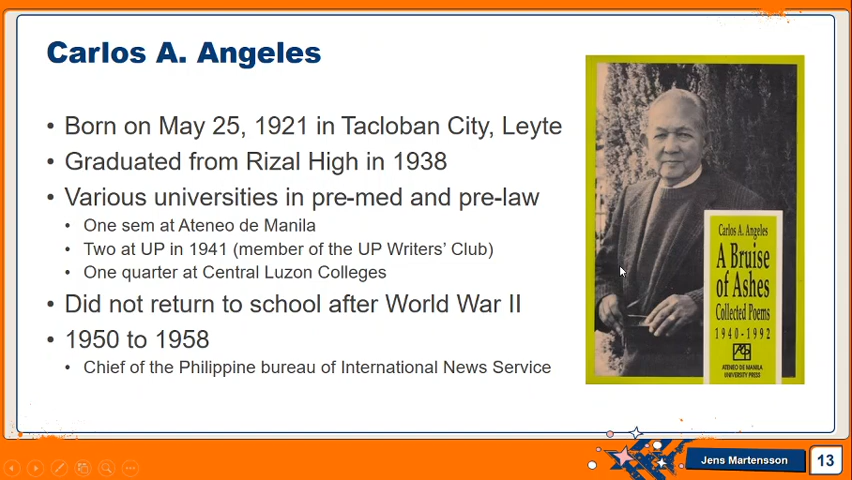 Carlos A. Angeles
• Born on May 25, 1921 in Tacloban City, Leyte
• Graduated from Rizal High in 1938
• Various universities in pre-med and pre-law
• One sem at Ateneo de Manila
• Two at UP in 1941 (member of the UP Writers' Club)
• One quarter at Central Luzon Colleges
• Did not return to school after World War II
• 1950 to 1958
• Chief of the Philippine bureau of International News Service
Carlos A. Angeles
A Bruise
of Ashes
Collected Poems
1940-1992
ATENEO DE MANILA
UNIVERSITY PRESS
Jens Martensson
13